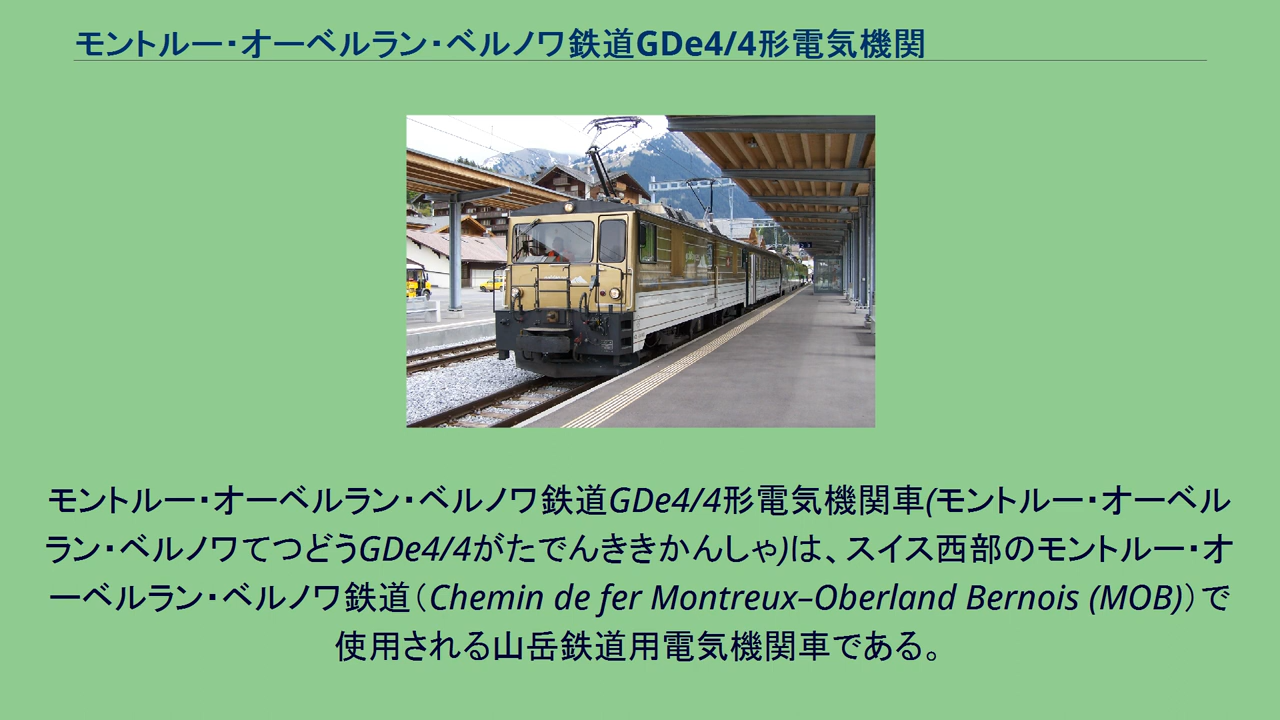 モントルー・オーベルラン・ベルノワ鉄道GDe4/4形電気機関
モントルー・オーベルラン・ベルノワ鉄道GDe4/4形電気機関車(モントルー・オーベル
ラン・ベルノワてつどうGDe4/4がたでんききかんしゃ)は、スイス西部のモントルー・オ
ーベルラン・ベルノワ鉄道（Chemin de fer Montreux–Oberland Bernois (MOB)）で
使用される山岳鉄道用電気機関車である。